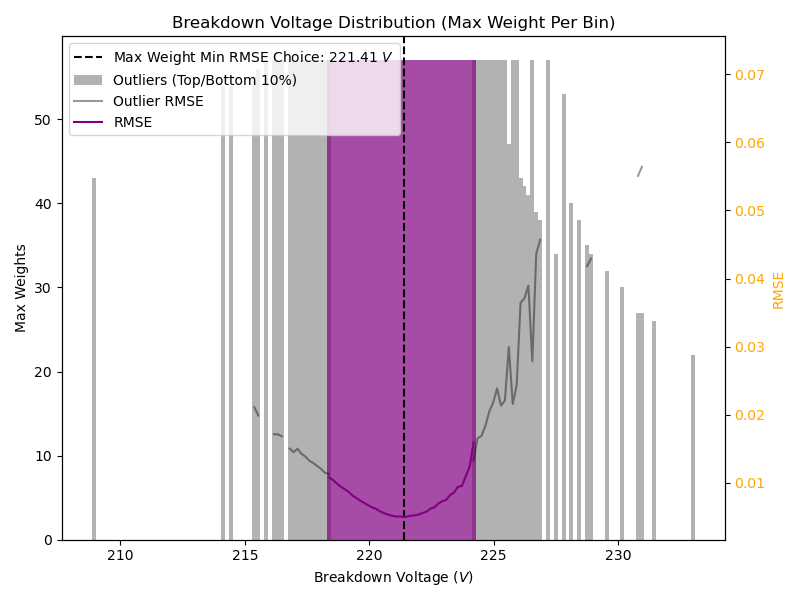 Breakdown Voltage Distribution (Max Weight Per Bin)
Max Weight Min RMSE Choice: 221.41 V
Outliers (Top/Bottom 10%)
Outlier RMSE
RMSE
Max Weights
50
40
30
20
10
0
0.07
0.06
0.05
0.04
0.03
0.02
0.01
RMSE
210 215 220 225 230
Breakdown Voltage (V)